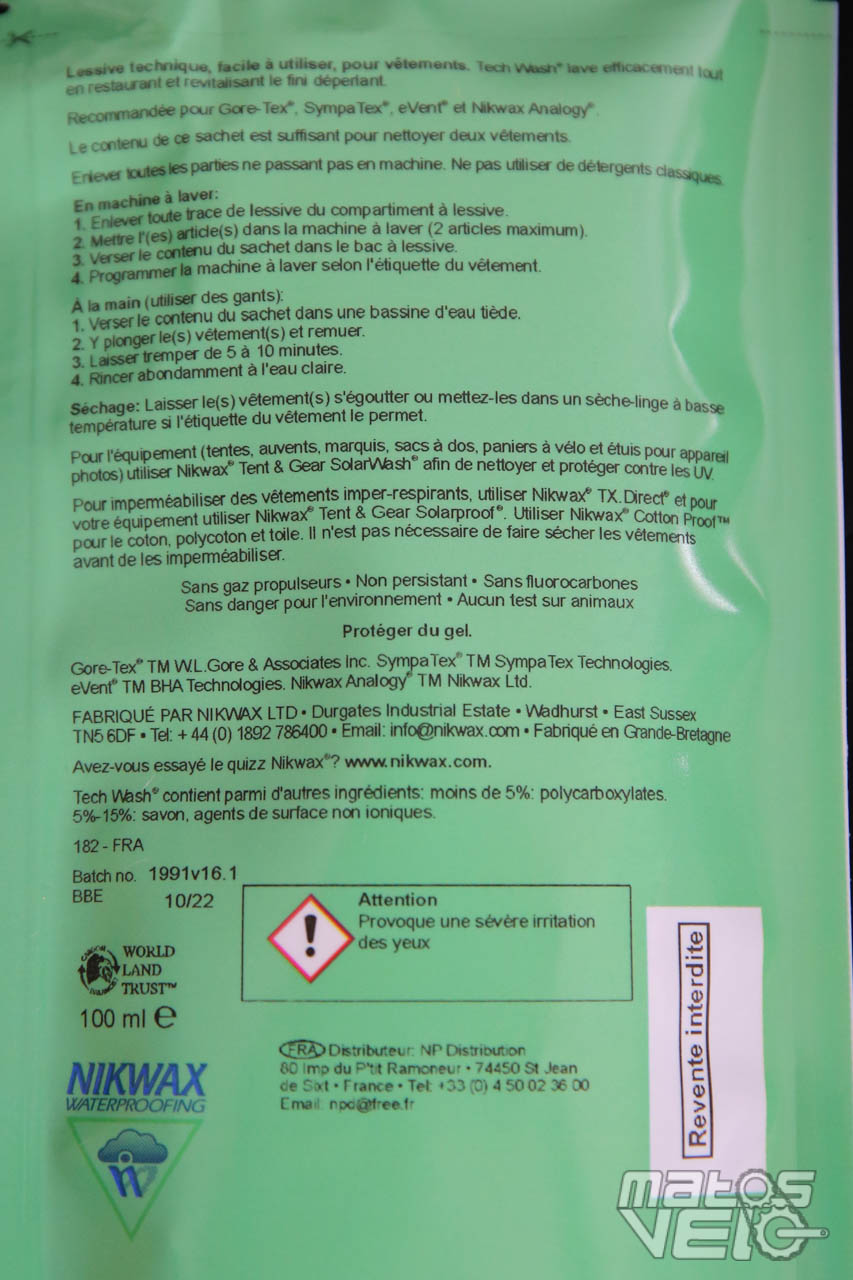 Lessive technique, facile à utiliser, pour vêtements. Tech Wash® lave efficacement tout
en restaurant et revitalisant le fini déperlant.
Recommandée pour Gore-Tex®, SympaTex®, eVent® et Nikwax Analogy®.
Le contenu de ce sachet est suffisant pour nettoyer deux vêtements.
Enlever toutes les parties ne passant pas en machine. Ne pas utiliser de détergents classiques.
En machine à laver:
1. Enlever toute trace de lessive du compartiment à lessive.
2. Mettre l'(es) article(s) dans la machine à laver (2 articles maximum).
3. Verser le contenu du sachet dans le bac à lessive.
4. Programmer la machine à laver selon l'étiquette du vêtement.
À la main (utiliser des gants):
1. Verser le contenu du sachet dans une bassine d'eau tiède.
2. Y plonger le(s) vêtement(s) et remuer.
3. Laisser tremper de 5 à 10 minutes.
4. Rincer abondamment à l'eau claire.
Séchage: Laisser le(s) vêtement(s) s'égoutter ou mettez-les dans un sèche-linge à basse
température si l'étiquette du vêtement le permet.
Pour l'équipement (tentes, auvents, marquis, sacs à dos, paniers à vélo et étuis pour appareil
photos) utiliser Nikwax® Tent & Gear SolarWash® afin de nettoyer et protéger contre les UV.
Pour imperméabiliser des vêtements imper-respirants, utiliser Nikwax® TX.Direct® et pour
votre équipement utiliser Nikwax® Tent & Gear Solarproof®. Utiliser Nikwax® Cotton Proof™
pour le coton, polycoton et toile. Il n'est pas nécessaire de faire sécher les vêtements
avant de les imperméabiliser.
Sans gaz propulseurs • Non persistant • Sans fluorocarbones
Sans danger pour l'environnement • Aucun test sur animaux
Protéger du gel.
Gore-Tex® TM W.L.Gore & Associates Inc. SympaTex® TM SympaTex Technologies.
eVent® TM BHA Technologies. Nikwax Analogy® TM Nikwax Ltd.
FABRIQUÉ PAR NIKWAX LTD • Durgates Industrial Estate • Wadhurst • East Sussex
TN5 6DF • Tel: + 44 (0) 1892 786400 • Email: info@nikwax.com • Fabriqué en Grande-Bretagne
Avez-vous essayé le quizz Nikwax®? www.nikwax.com.
Tech Wash® contient parmi d'autres ingrédients: moins de 5%: polycarboxylates.
5%-15%: savon, agents de surface non ioniques.
182 - FRA
Batch no. 1991v16.1
BBE 10/22
Attention
Provoque une sévère irritation
des yeux
WORLD
LAND
TRUST™
100 ml e
Revente interdite
NIKWAX
WATERPROOFING
FRA Distributeur: NP Distribution
80 Imp du P'tit Ramoneur • 74450 St Jean
de Sixt • France • Tel: +33 (0) 4 50 02 36 00
Email: npd@free.fr
matos
velo